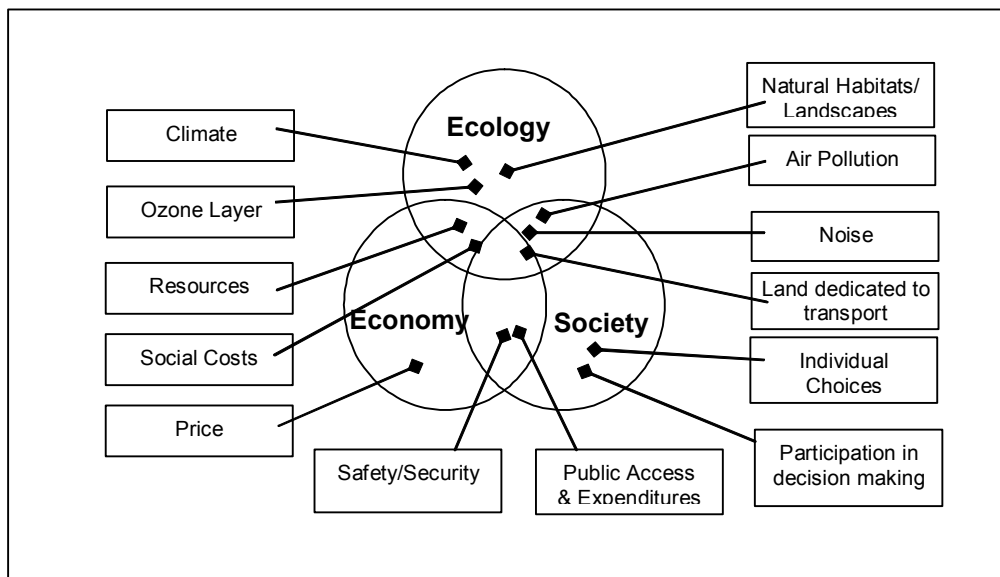 Natural Habitats/
Landscapes
Ecology
Climate
Air Pollution
Ozone Layer
Noise
Resources
Land dedicated to
transport
Economy
Society
Social Costs
Individual
Choices
Price
Safety/Security
Public Access
& Expenditures
Participation in
decision making